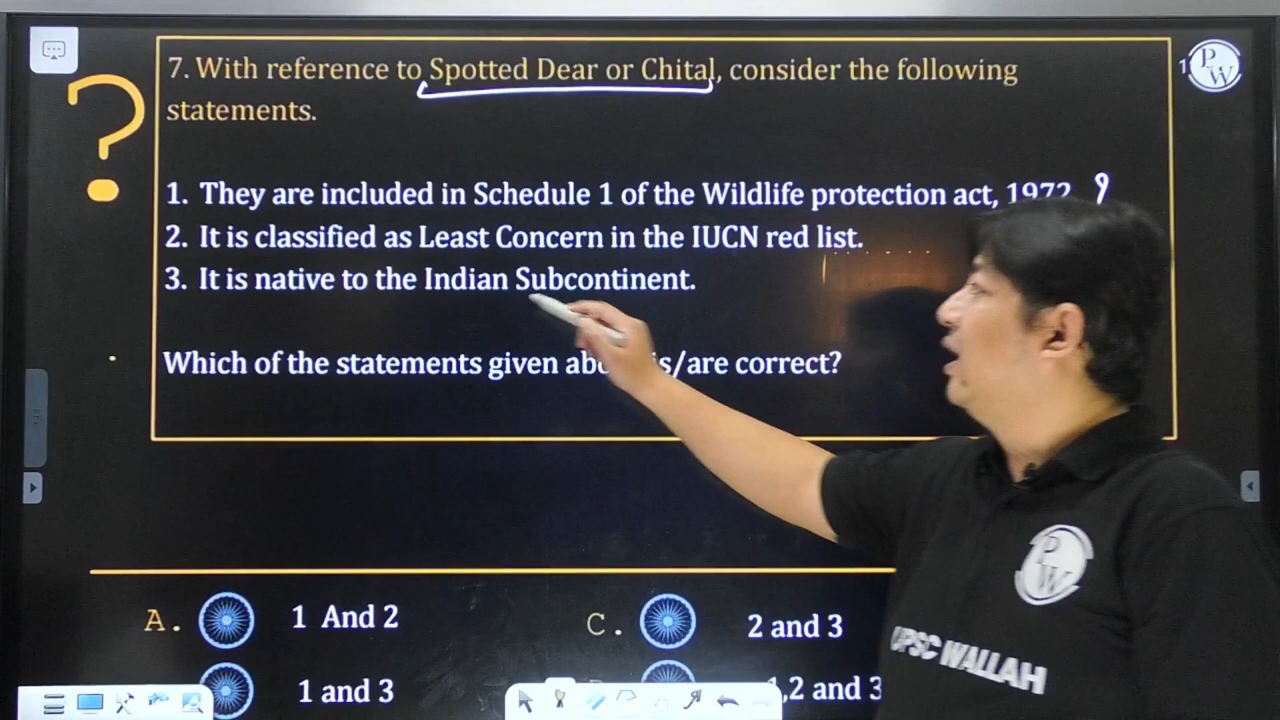 7. With reference to Spotted Dear or Chital, consider the following
statements.
1. They are included in Schedule 1 of the Wildlife protection act, 1972
2. It is classified as Least Concern in the IUCN red list.
3. It is native to the Indian Subcontinent.
Which of the statements given is/are correct?
A. 1 And 2
C. 2 and 3
1 and 3
1,2 and 3
PW
PW
UPSC WALLAH